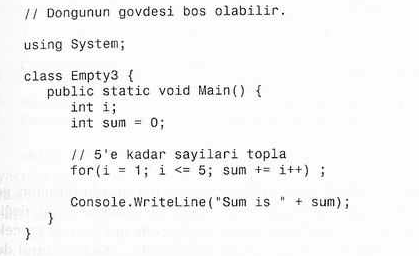 // Dongunun govdesi bos olabilir.
using System;
class Empty3 {
public static void Main() {
int i;
int sum = 0;
// 5'e kadar sayilari topla
for(i = 1; i <= 5; sum += i++) ;
Console.WriteLine("Sum is " + sum);
}
}